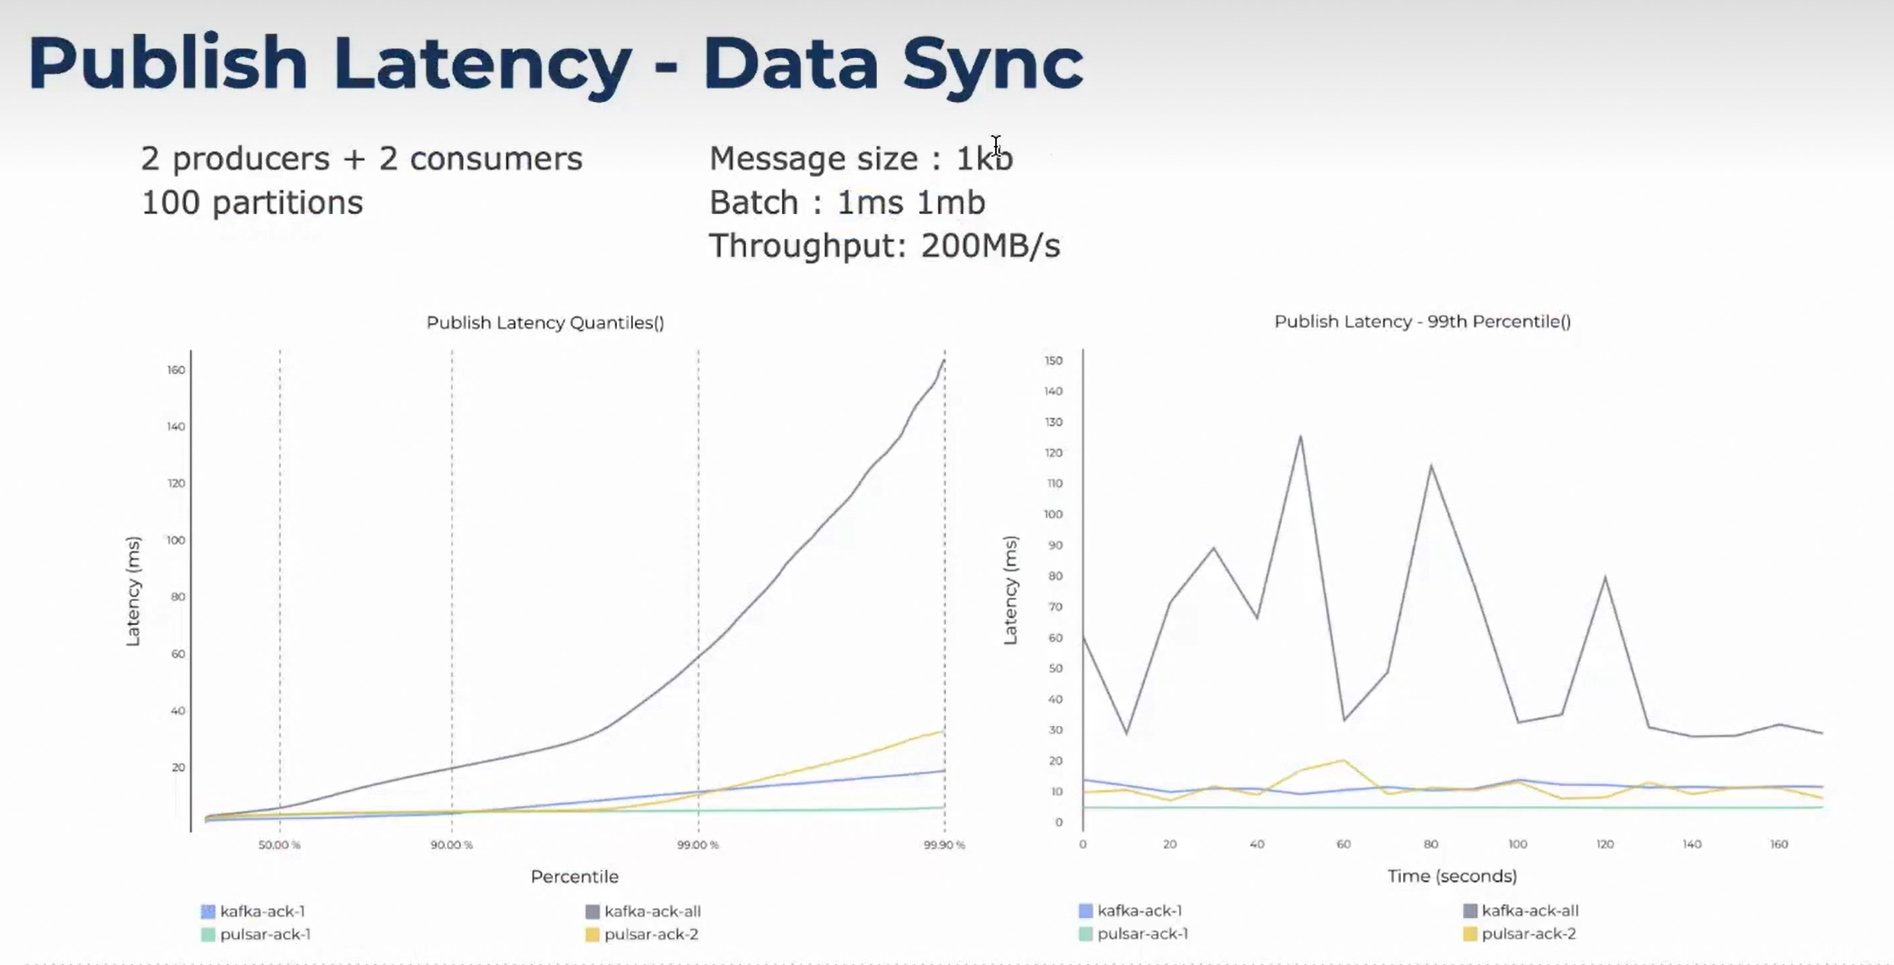 Publish Latency - Data Sync
2 producers + 2 consumers
100 partitions
Message size : 1kb
Batch : 1ms 1mb
Throughput: 200MB/s
Publish Latency Quantiles()
160
140
120
100
80
60
40
20
Latency (ms)
50.00 %
90.00 %
99.00 %
99.90 %
Percentile
kafka-ack-1
kafka-ack-all
pulsar-ack-1
pulsar-ack-2
Publish Latency - 99th Percentile()
150
140
130
120
110
100
90
80
70
60
50
40
30
20
10
0
Latency (ms)
0
20
40
60
80
100
120
140
160
Time (seconds)
kafka-ack-1
kafka-ack-all
pulsar-ack-1
pulsar-ack-2